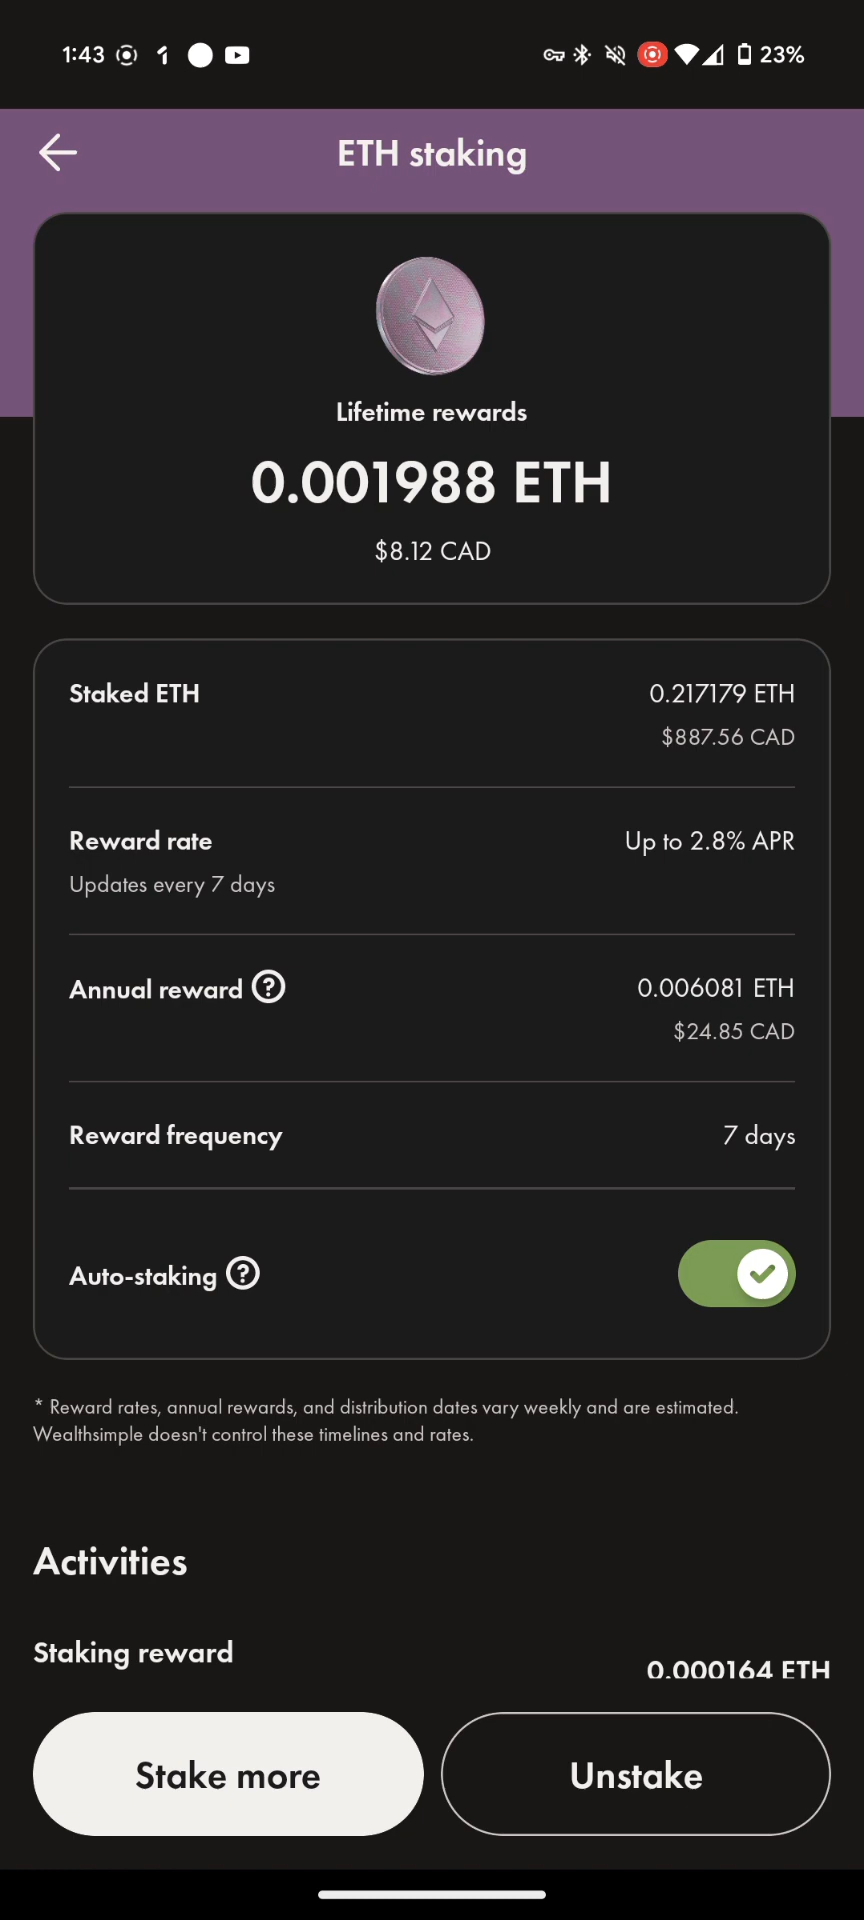 1:43
23%
ETH staking
Lifetime rewards
0.001988 ETH
$8.12 CAD
Staked ETH
0.217179 ETH
$887.56 CAD
Reward rate
Up to 2.8% APR
Updates every 7 days
Annual reward ?
0.006081 ETH
$24.85 CAD
Reward frequency
7 days
Auto-staking ?
* Reward rates, annual rewards, and distribution dates vary weekly and are estimated.
Wealthsimple doesn't control these timelines and rates.
Activities
Staking reward
0.000164 ETH
Stake more
Unstake